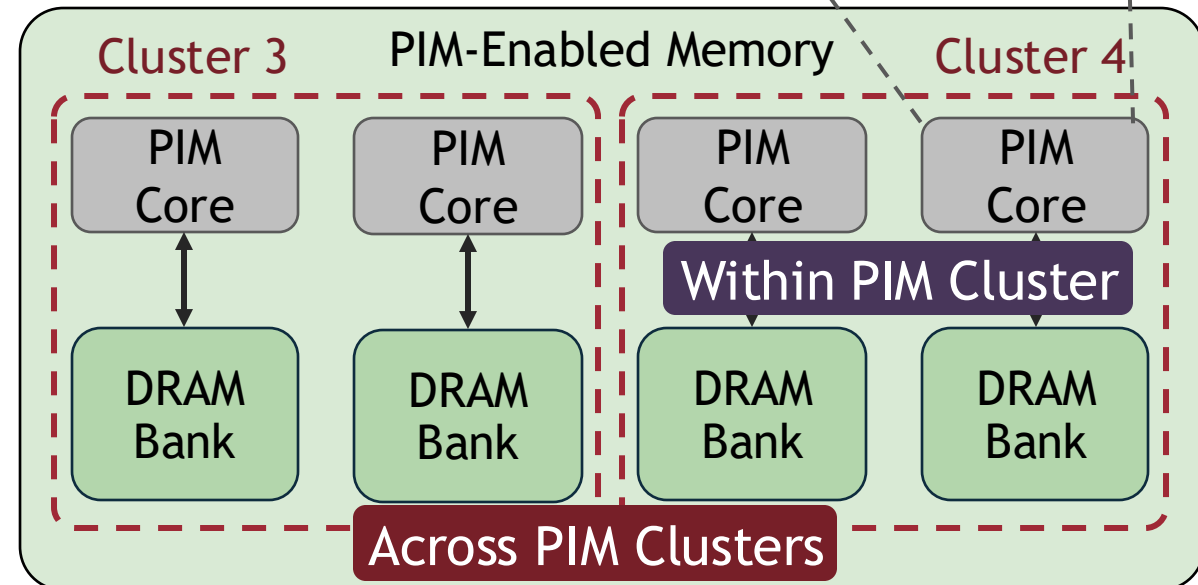 Cluster 3
PIM-Enabled Memory
Cluster 4
PIM
Core
PIM
Core
PIM
Core
PIM
Core
Within PIM Cluster
DRAM
Bank
DRAM
Bank
DRAM
Bank
DRAM
Bank
Across PIM Clusters